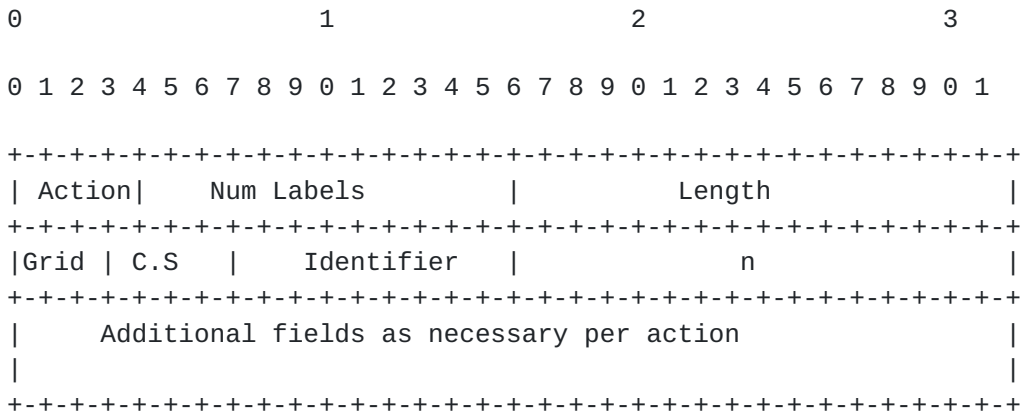 0                   1                   2                   3
0 1 2 3 4 5 6 7 8 9 0 1 2 3 4 5 6 7 8 9 0 1 2 3 4 5 6 7 8 9 0 1
+-+-+-+-+-+-+-+-+-+-+-+-+-+-+-+-+-+-+-+-+-+-+-+-+-+-+-+-+-+-+-+-+
| Action|    Num Labels         |          Length               |
+-+-+-+-+-+-+-+-+-+-+-+-+-+-+-+-+-+-+-+-+-+-+-+-+-+-+-+-+-+-+-+-+
|Grid | C.S   |    Identifier   |              n                |
+-+-+-+-+-+-+-+-+-+-+-+-+-+-+-+-+-+-+-+-+-+-+-+-+-+-+-+-+-+-+-+-+
|     Additional fields as necessary per action                 |
|                                                               |
+-+-+-+-+-+-+-+-+-+-+-+-+-+-+-+-+-+-+-+-+-+-+-+-+-+-+-+-+-+-+-+-+